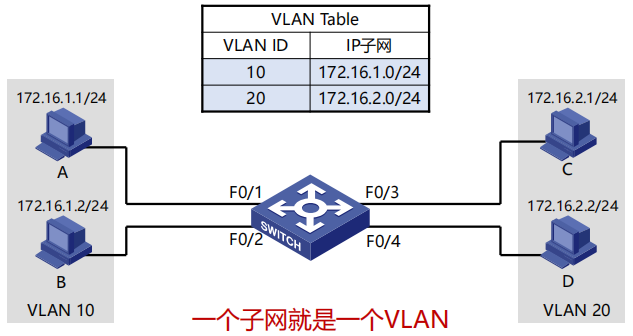 VLAN Table
VLAN ID IP子网
10 172.16.1.0/24
20 172.16.2.0/24
172.16.1.1/24
A
172.16.1.2/24
B
VLAN 10
F0/1
F0/2
SWITCH
F0/3
F0/4
172.16.2.1/24
C
172.16.2.2/24
D
VLAN 20
一个子网就是一个VLAN